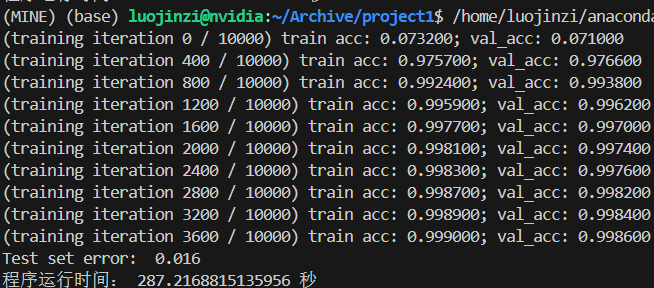 (MINE) (base) luojinzi@nvidia:~/Archive/project1$ /home/luojinzi/anaconda
(training iteration 0 / 10000) train acc: 0.073200; val_acc: 0.071000
(training iteration 400 / 10000) train acc: 0.975700; val_acc: 0.976600
(training iteration 800 / 10000) train acc: 0.992400; val_acc: 0.993800
(training iteration 1200 / 10000) train acc: 0.995900; val_acc: 0.996200
(training iteration 1600 / 10000) train acc: 0.997700; val_acc: 0.997000
(training iteration 2000 / 10000) train acc: 0.998100; val_acc: 0.997400
(training iteration 2400 / 10000) train acc: 0.998300; val_acc: 0.997600
(training iteration 2800 / 10000) train acc: 0.998700; val_acc: 0.998200
(training iteration 3200 / 10000) train acc: 0.998900; val_acc: 0.998400
(training iteration 3600 / 10000) train acc: 0.999000; val_acc: 0.998600
Test set error:  0.016
程序运行时间： 287.2168815135956 秒